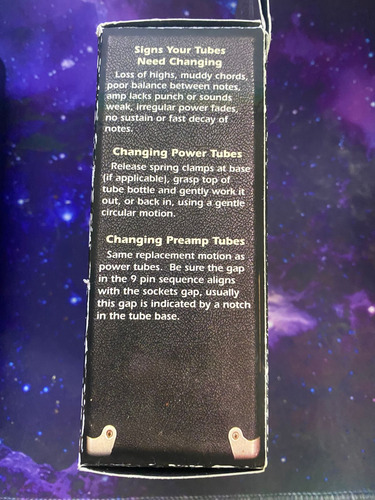 Signs Your Tubes
Need Changing
Loss of highs, muddy chords,
poor balance between notes,
amp lacks punch or sounds
weak, irregular power fades,
no sustain or fast decay of
notes.
Changing Power Tubes
Release spring clamps at base
(if applicable), grasp top of
tube bottle and gently work it
out, or back in, using a gentle
circular motion.
Changing Preamp Tubes
Same replacement motion as
power tubes. Be sure the gap
in the 9 pin sequence aligns
with the sockets gap, usually
this gap is indicated by a notch
in the tube base.